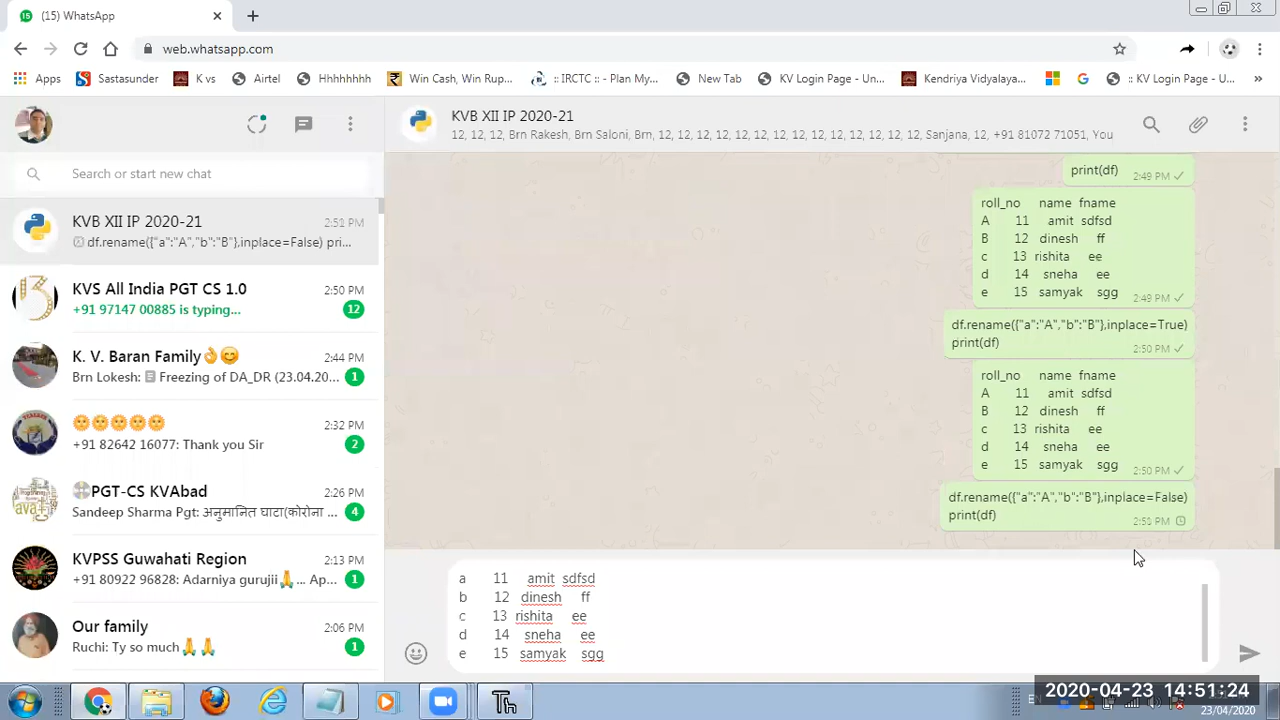 (15) WhatsApp
web.whatsapp.com
Apps Sastasunder K vs Airtel Hhhhhhh Win Cash, Win Rup... :: IRCTC :: - Plan My... New Tab KV Login Page - Un... Kendriya Vidyalaya... :: KV Login Page - U... »
KVB XII IP 2020-21
12, 12, 12, Brn Rakesh, Brn Saloni, Brn, 12, 12, 12, 12, 12, 12, 12, 12, 12, 12, 12, 12, 12, Sanjana, 12, +91 81072 71051, You
Search or start new chat
KVB XII IP 2020-21 2:51 PM
df.rename({"a":"A","b":"B"},inplace=False) pri...
KVS All India PGT CS 1.0 2:50 PM
+91 97147 00885 is typing... 12
K. V. Baran Family👌😊 2:44 PM
Brn Lokesh: Freezing of DA_DR (23.04.20... 1
🌞🌞🌞🌞🌞 2:32 PM
+91 82642 16077: Thank you Sir 2
PGT-CS KVAbad 2:26 PM
Sandeep Sharma Pgt: अनुमानित घाटा(कोरोना ... 4
KVPSS Guwahati Region 2:13 PM
+91 80922 96828: Adarniya gurujii🙏 ... Ap... 1
Our family 2:06 PM
Ruchi: Ty so much🙏🙏 1
print(df) 2:49 PM
roll_no name fname
A 11 amit sdfsd
B 12 dinesh ff
c 13 rishita ee
d 14 sneha ee
e 15 samyak sgg 2:49 PM
df.rename({"a":"A","b":"B"},inplace=True)
print(df) 2:50 PM
roll_no name fname
A 11 amit sdfsd
B 12 dinesh ff
c 13 rishita ee
d 14 sneha ee
e 15 samyak sgg 2:50 PM
df.rename({"a":"A","b":"B"},inplace=False)
print(df) 2:51 PM
a 11 amit sdfsd
b 12 dinesh ff
c 13 rishita ee
d 14 sneha ee
e 15 samyak sgg
2020-04-23 14:51:24
23/04/2020